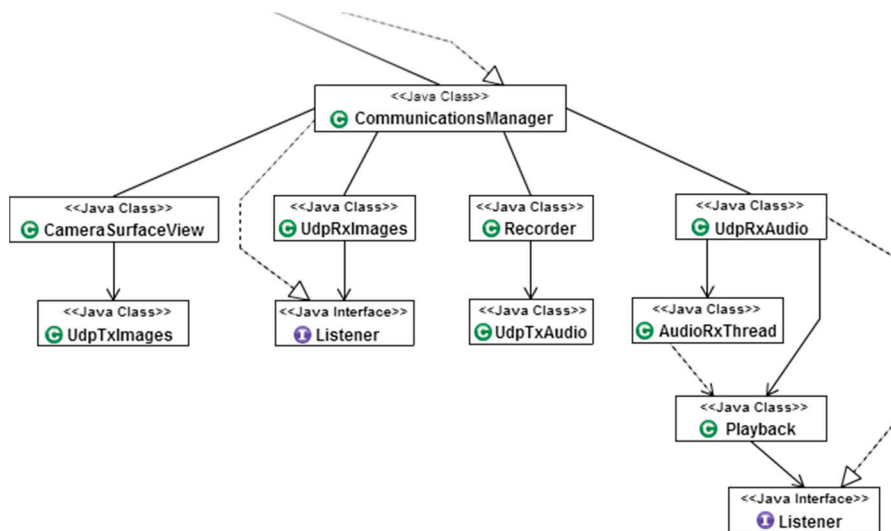 <<Java Class>>
C CommunicationsManager
<<Java Class>>
C CameraSurfaceView
<<Java Class>>
C UdpRxImages
<<Java Class>>
C Recorder
<<Java Class>>
C UdpRxAudio
<<Java Class>>
C UdpTxImages
<<Java Interface>>
I Listener
<<Java Class>>
C UdpTxAudio
<<Java Class>>
C AudioRxThread
<<Java Class>>
C Playback
<<Java Interface>>
I Listener